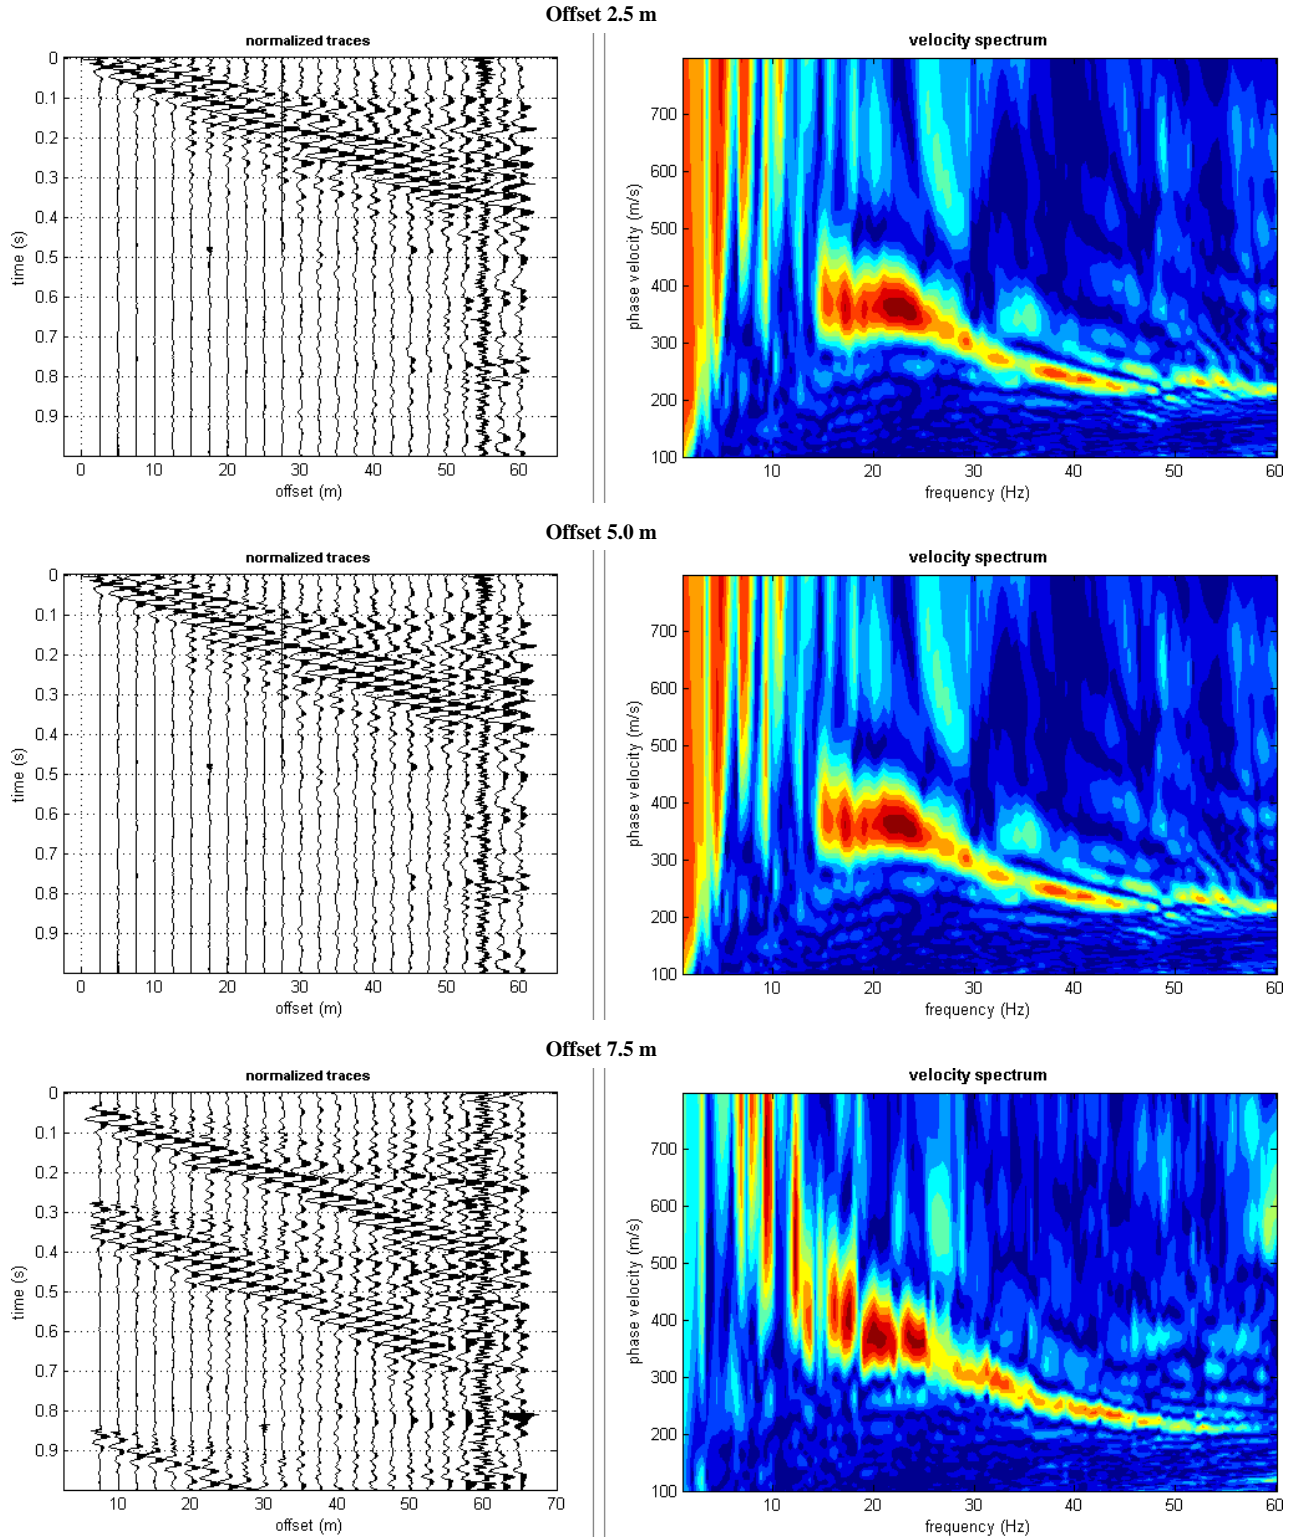 Offset 2.5 m
normalized traces
0
0.1
0.2
0.3
0.4
0.5
0.6
0.7
0.8
0.9
time (s)
0 10 20 30 40 50 60
offset (m)
velocity spectrum
700
600
500
400
300
200
100
phase velocity (m/s)
10 20 30 40 50 60
frequency (Hz)
Offset 5.0 m
normalized traces
0
0.1
0.2
0.3
0.4
0.5
0.6
0.7
0.8
0.9
time (s)
0 10 20 30 40 50 60
offset (m)
velocity spectrum
700
600
500
400
300
200
100
phase velocity (m/s)
10 20 30 40 50 60
frequency (Hz)
Offset 7.5 m
normalized traces
0
0.1
0.2
0.3
0.4
0.5
0.6
0.7
0.8
0.9
time (s)
10 20 30 40 50 60 70
offset (m)
velocity spectrum
700
600
500
400
300
200
100
phase velocity (m/s)
10 20 30 40 50 60
frequency (Hz)